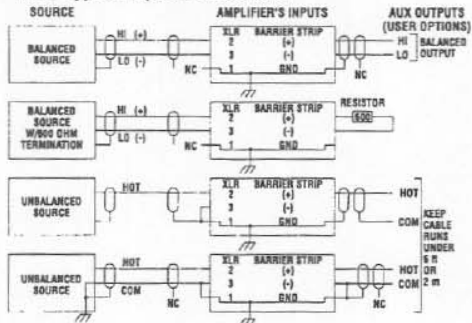 SOURCE
AMPLIFIER'S INPUTS
AUX OUTPUTS
(USER OPTIONS)
BALANCED
SOURCE
HI (+)
LO (-)
NC
XLR BARRIER STRIP
2 (+)
3 (-)
1 GND
HI
LO
BALANCED
OUTPUT
NC
BALANCED
SOURCE
W/600 OHM
TERMINATION
HI (+)
LO (-)
NC
XLR BARRIER STRIP
2 (+)
3 (-)
1 GND
RESISTOR
600
UNBALANCED
SOURCE
HOT
XLR BARRIER STRIP
2 (+)
3 (-)
1 GND
HOT
COM
UNBALANCED
SOURCE
HOT
COM
NC
XLR BARRIER STRIP
2 (+)
3 (-)
1 GND
HOT
COM
NC
KEEP
CABLE
RUNS
UNDER
6 ft
OR
2 m